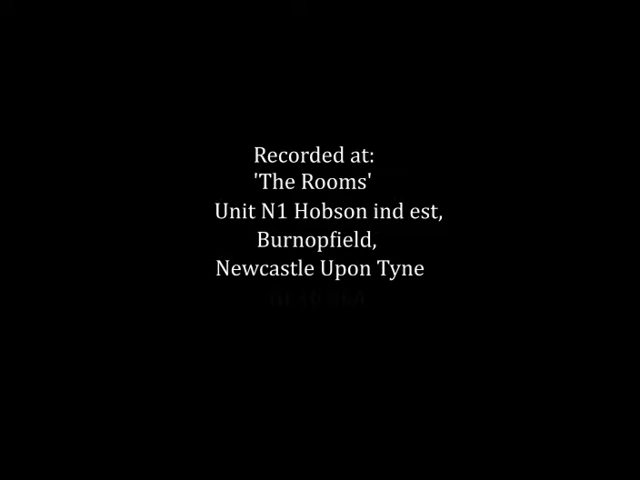 Recorded at:
'The Rooms'
Unit N1 Hobson ind est,
Burnopfield,
Newcastle Upon Tyne